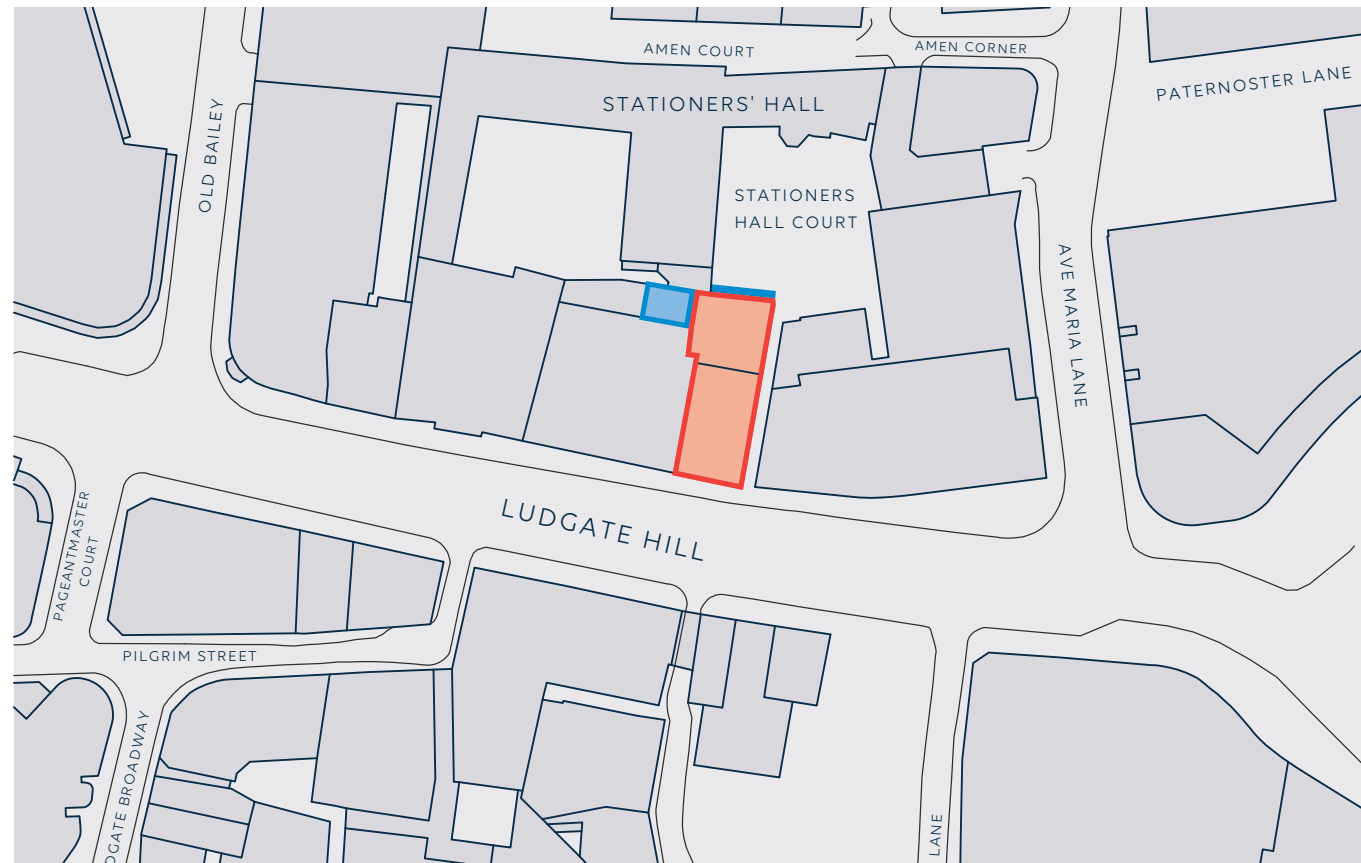 AMEN COURT
AMEN CORNER
PATERNOSTER LANE
STATIONERS' HALL
OLD BAILEY
STATIONERS
HALL COURT
AVE MARIA LANE
LUDGATE HILL
PAGEANTMASTER
COURT
PILGRIM STREET
DGATE BROADWAY
LANE